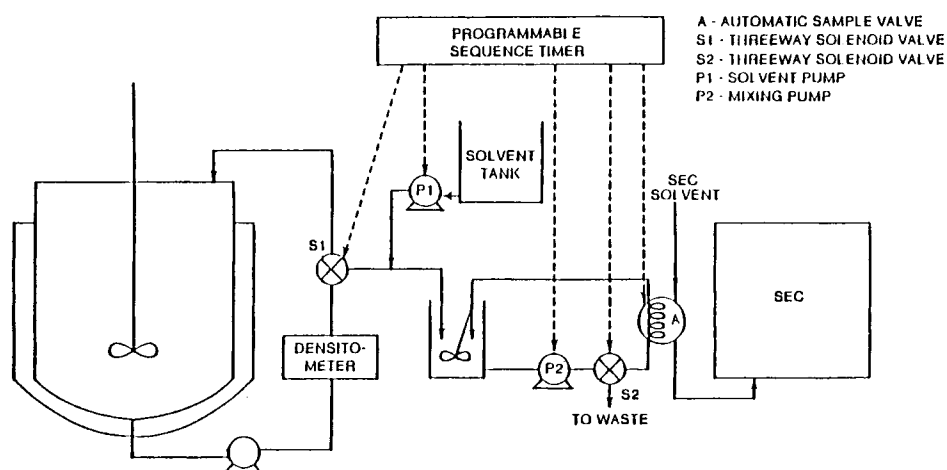 PROGRAMMABLE
SEQUENCE TIMER
A - AUTOMATIC SAMPLE VALVE
S1 - THREEWAY SOLENOID VALVE
S2 - THREEWAY SOLENOID VALVE
P1 - SOLVENT PUMP
P2 - MIXING PUMP
SOLVENT
TANK
P1
SEC
SOLVENT
S1
SEC
A
DENSITO-
METER
P2
S2
TO WASTE